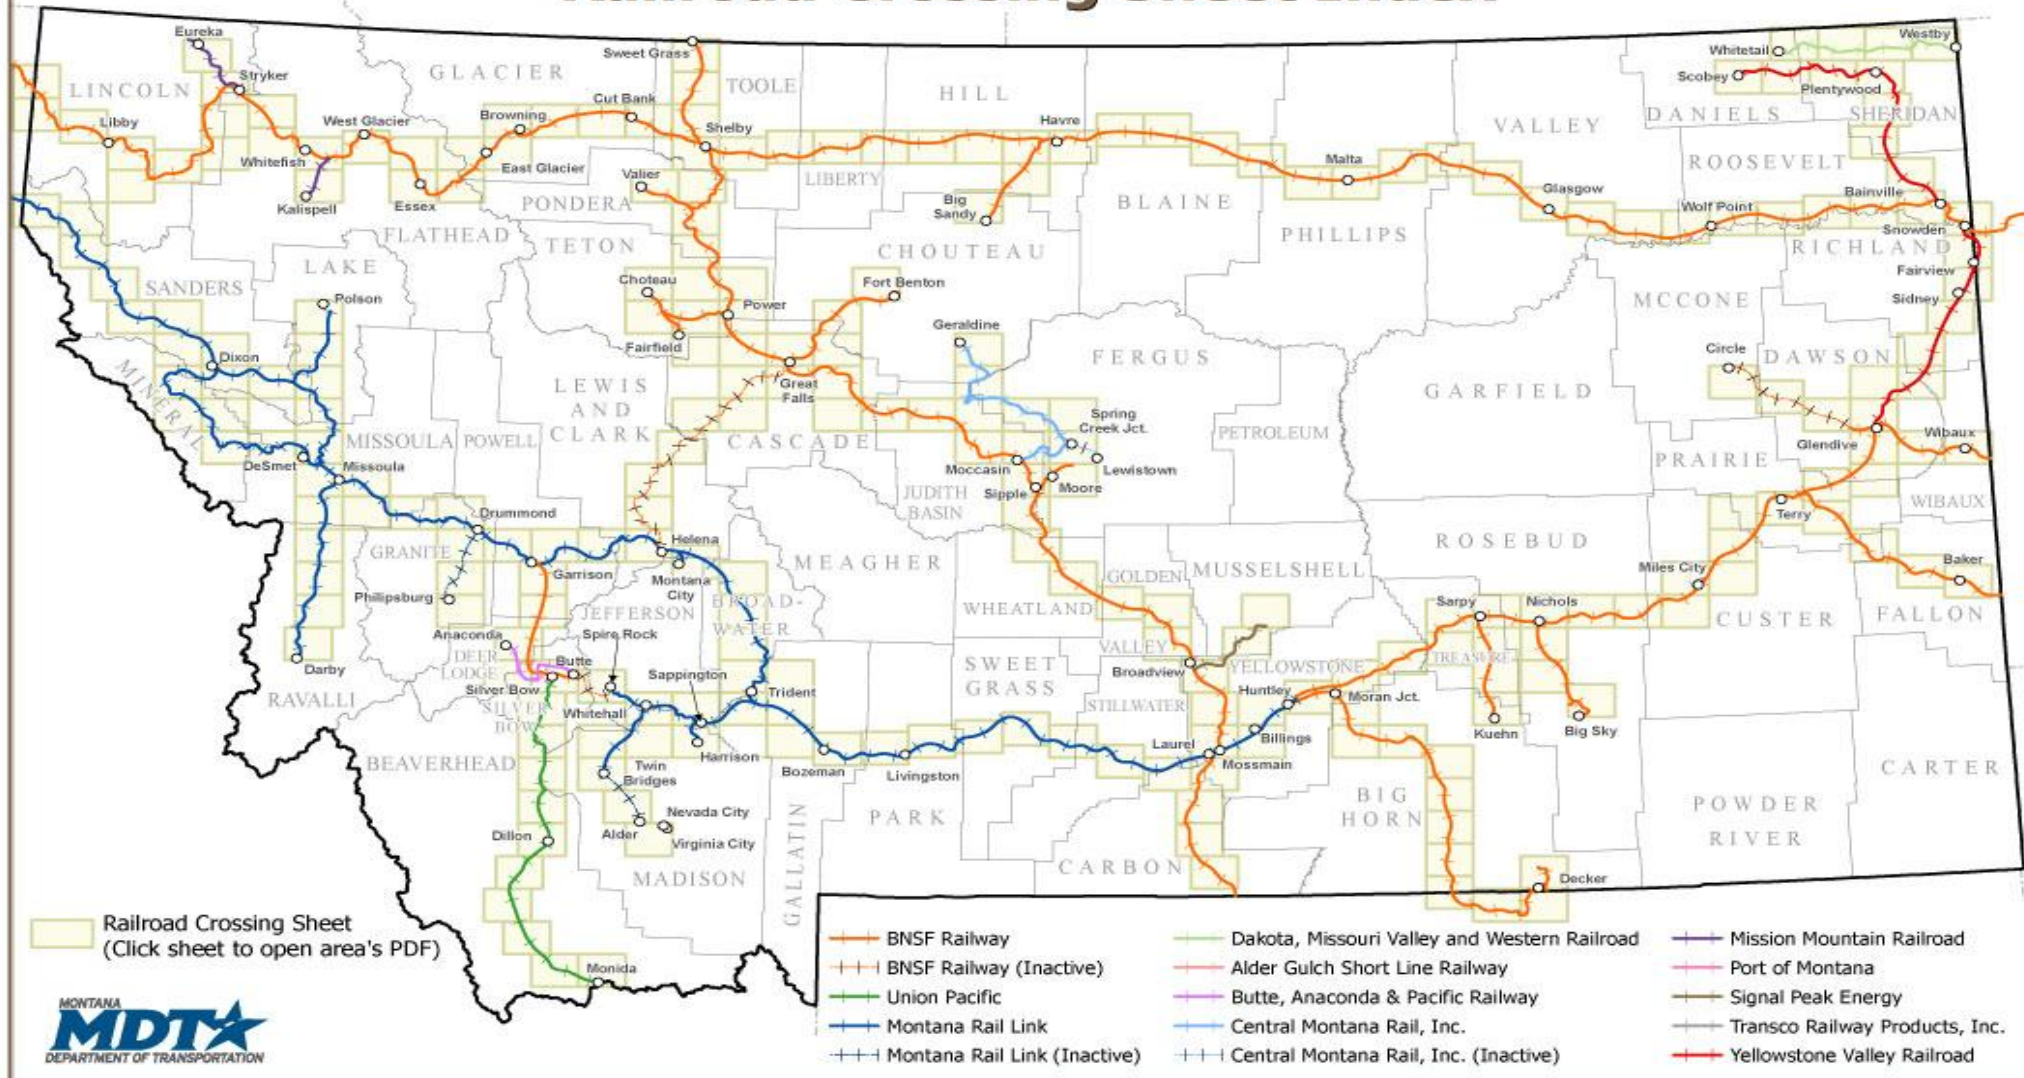 Railroad Crossing Sheet Index
Eureka
Stryker
LINCOLN
Libby
Whitefish
Kalispell
West Glacier
Essex
GLACIER
Browning
East Glacier
Cut Bank
Sweet Grass
TOOLE
Shelby
Valier
PONDERA
FLATHEAD
TETON
LIBERTY
HILL
Havre
Big
Sandy
CHOUTEAU
BLAINE
PHILLIPS
Malta
VALLEY
Glasgow
Wolf Point
Whitetail
Westby
Scobey
Plentywood
DANIELS
SHERIDAN
ROOSEVELT
Bainville
Snowden
RICHLAND
Fairview
Sidney
MCCONE
LAKE
SANDERS
Polson
Choteau
Power
Fairfield
Fort Benton
Geraldine
Great
Falls
FERGUS
GARFIELD
Circle
DAWSON
Glendive
Wibaux
PRAIRIE
WIBAUX
Terry
Dixon
MINERAL
DeSmet
Missoula
MISSOULA
POWELL
LEWIS
AND
CLARK
CASCADE
Spring
Creek Jct.
Moccasin
Lewistown
Sipple
Moore
JUDITH
BASIN
PETROLEUM
Drummond
GRANITE
Garrison
Helena
Montana
City
Philipsburg
JEFFERSON
BROAD-
WATER
MEAGHER
WHEATLAND
GOLDEN
VALLEY
MUSSELSHELL
ROSEBUD
Miles City
Baker
CUSTER
FALLON
Sarpy
Nichols
TREASURE
Anaconda
DEER
LODGE
Spire Rock
Butte
Silver Bow
SILVER
BOW
Whitehall
Sappington
Trident
Darby
RAVALLI
SWEET
GRASS
Broadview
YELLOWSTONE
Huntley
Moran Jct.
STILLWATER
Laurel
Billings
Mossmain
Kuehn
Big Sky
BEAVERHEAD
Twin
Bridges
Harrison
Bozeman
Livingston
Nevada City
Alder
Virginia City
Dillon
MADISON
GALLATIN
PARK
CARBON
BIG
HORN
Decker
POWDER
RIVER
CARTER
Monida
Railroad Crossing Sheet
(Click sheet to open area's PDF)
MONTANA
MDT
DEPARTMENT OF TRANSPORTATION
BNSF Railway
BNSF Railway (Inactive)
Union Pacific
Montana Rail Link
Montana Rail Link (Inactive)
Dakota, Missouri Valley and Western Railroad
Alder Gulch Short Line Railway
Butte, Anaconda & Pacific Railway
Central Montana Rail, Inc.
Central Montana Rail, Inc. (Inactive)
Mission Mountain Railroad
Port of Montana
Signal Peak Energy
Transco Railway Products, Inc.
Yellowstone Valley Railroad